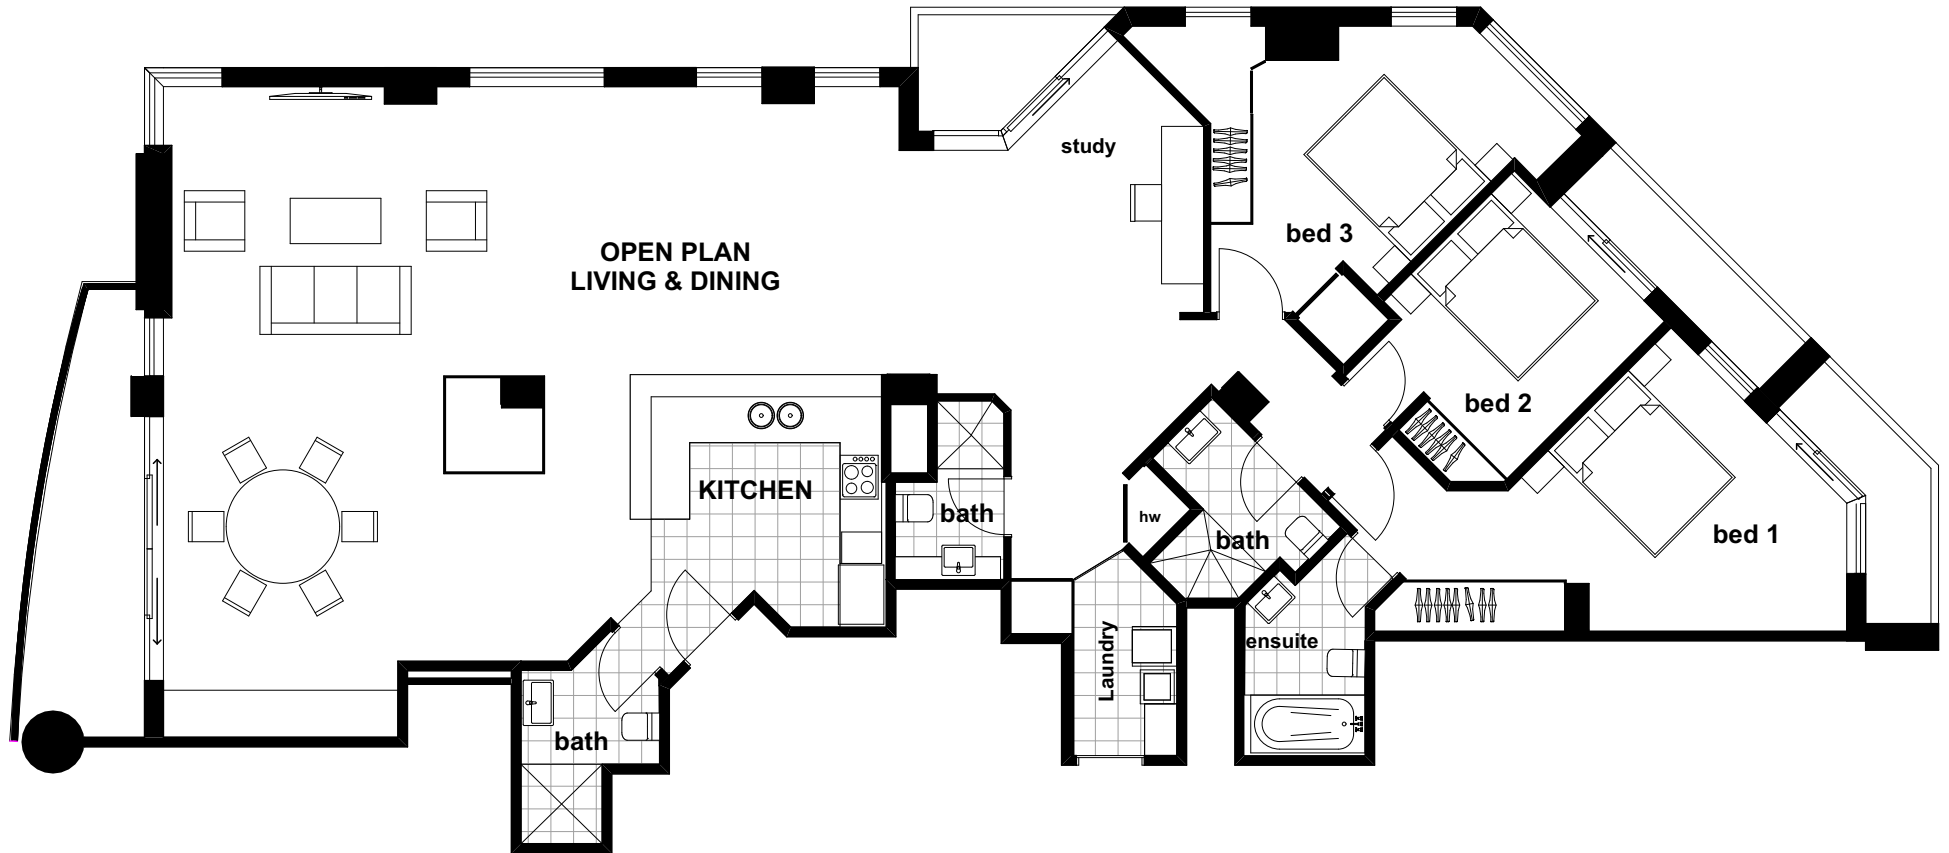 study
bed 3
OPEN PLAN
LIVING & DINING
bed 2
KITCHEN
bath
hw
bath
bed 1
ensuite
Laundry
bath